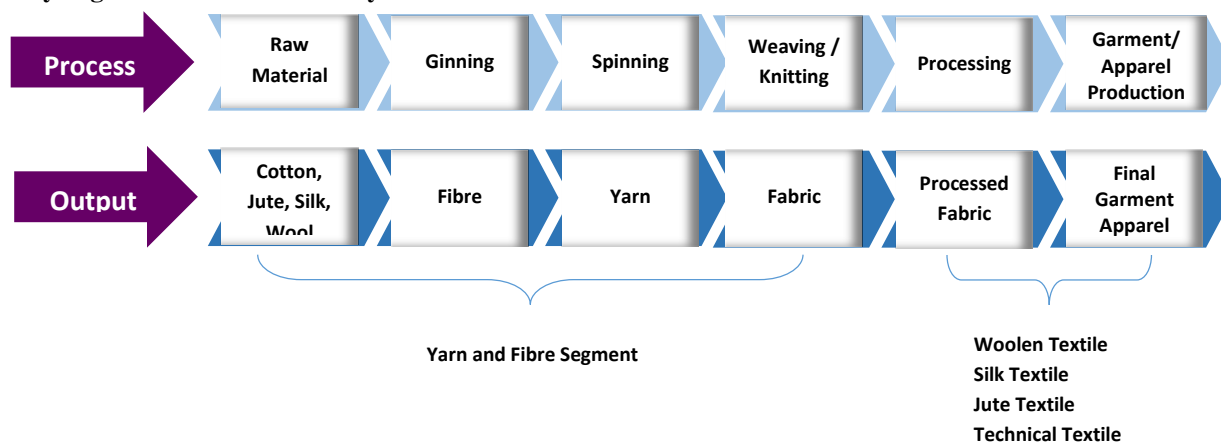 Process
Raw
Material
Ginning
Spinning
Weaving /
Knitting
Processing
Garment/
Apparel
Production
Output
Cotton,
Jute, Silk,
Wool
Fibre
Yarn
Fabric
Processed
Fabric
Final
Garment
Apparel
Yarn and Fibre Segment
Woolen Textile
Silk Textile
Jute Textile
Technical Textile